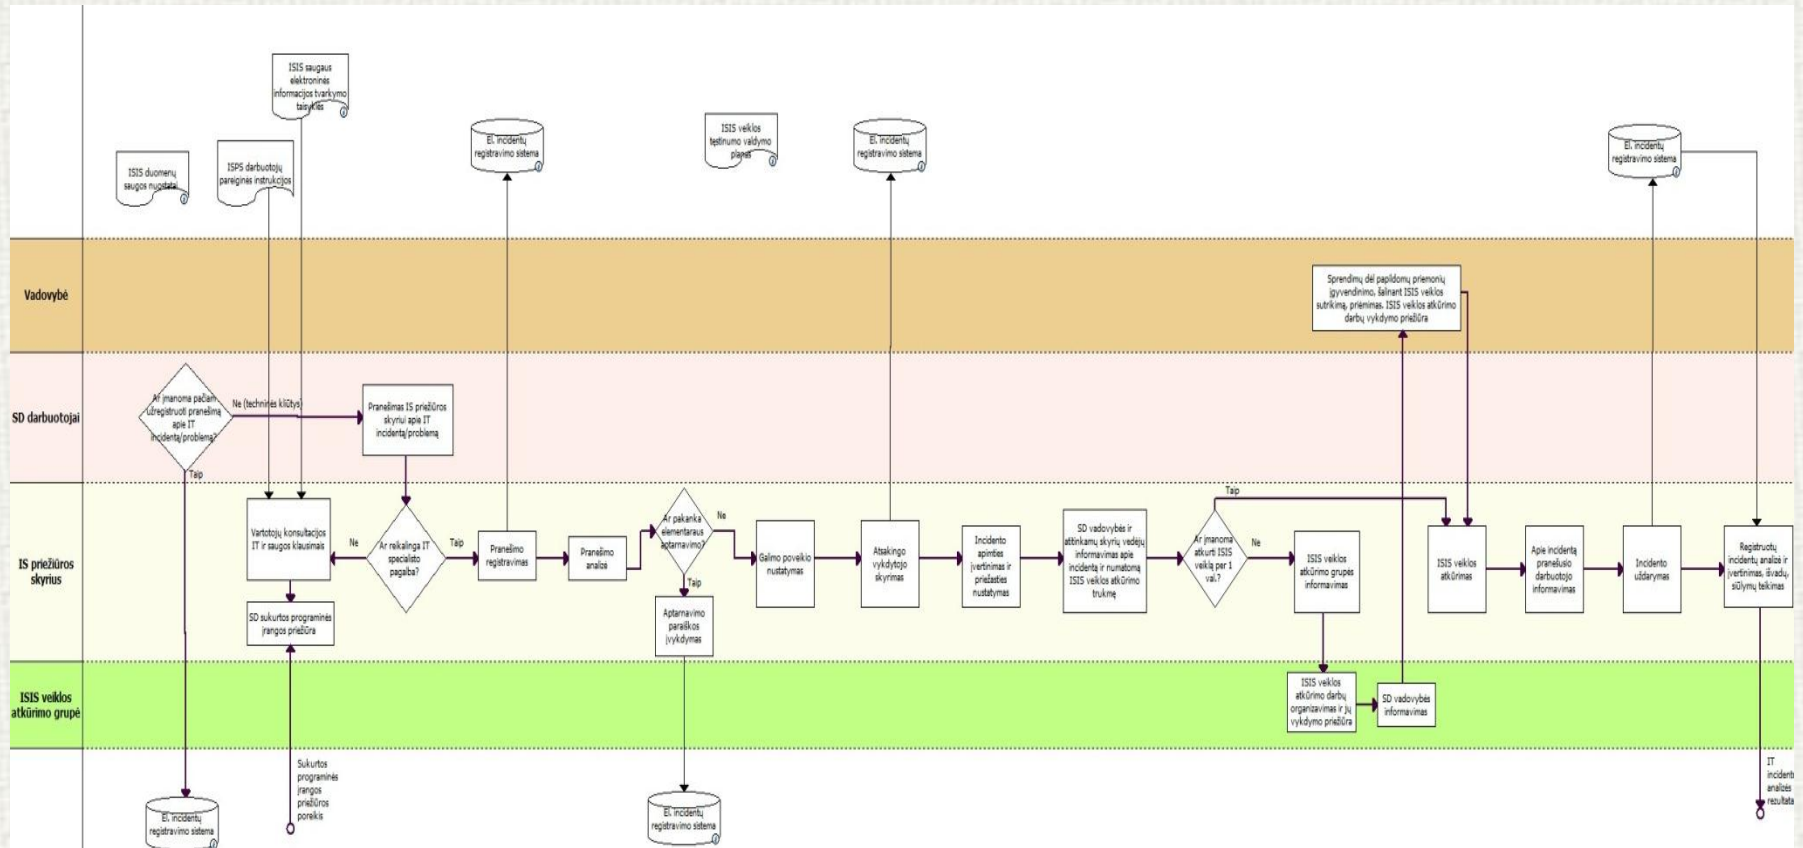 ISIS saugaus
elektroninės
informacijos tvarkymo
taisyklės
ISIS duomenų
saugos nuostatai
ISPS darbuotojų
pareiginės instrukcijos
El. incidentų
registravimo sistema
ISIS veiklos
tęstinumo valdymo
planas
El. incidentų
registravimo sistema
El. incidentų
registravimo sistema
Vadovybė
Sprendimų dėl papildomų priemonių
įgyvendinimo, šalinant ISIS veiklos
sutrikimą, priėmimas. ISIS veiklos atkūrimo
darbų vykdymo priežiūra
SD darbuotojai
Ar įmanoma pačiam
užregistruoti pranešimą
apie IT
incidentą/problemą?
Ne (techninės kliūtys)
Taip
Pranešimas IS priežiūros
skyriui apie IT
incidentą/problemą
IS priežiūros
skyrius
Vartotojų konsultacijos
IT ir saugos klausimais
SD sukurtos programinės
įrangos priežiūra
Ne
Ar reikalinga IT
specialisto
pagalba?
Taip
Pranešimo
registravimas
Pranešimo
analizė
Ar pakanka
elementaraus
aptarnavimo?
Ne
Taip
Aptarnavimo
paraiškos
įvykdymas
Galimo poveikio
nustatymas
Atsakingo
vykdytojo
skyrimas
Incidento
apimties
įvertinimas ir
priežasties
nustatymas
SD vadovybės ir
attinkamų skyrių vedėjų
informavimas apie
incidentą ir numatomą
ISIS veiklos atkūrimo
trukmę
Ar įmanoma
atkurti ISIS
veiklą per 1
val.?
Taip
Ne
ISIS veiklos
atkūrimo grupės
informavimas
ISIS veiklos
atkūrimas
Apie incidentą
pranešusio
darbuotojo
informavimas
Incidento
uždarymas
Registruotų
incidentų analizė ir
įvertinimas, išvadų,
siūlymų teikimas
ISIS veiklos
atkūrimo grupė
ISIS veiklos
atkūrimo darbų
organizavimas ir jų
vykdymo priežiūra
SD vadovybės
informavimas
El. incidentų
registravimo sistema
Sukurtos
programinės
įrangos
priežiūros
poreikis
El. incidentų
registravimo sistema
IT
incident
analizės
rezultata